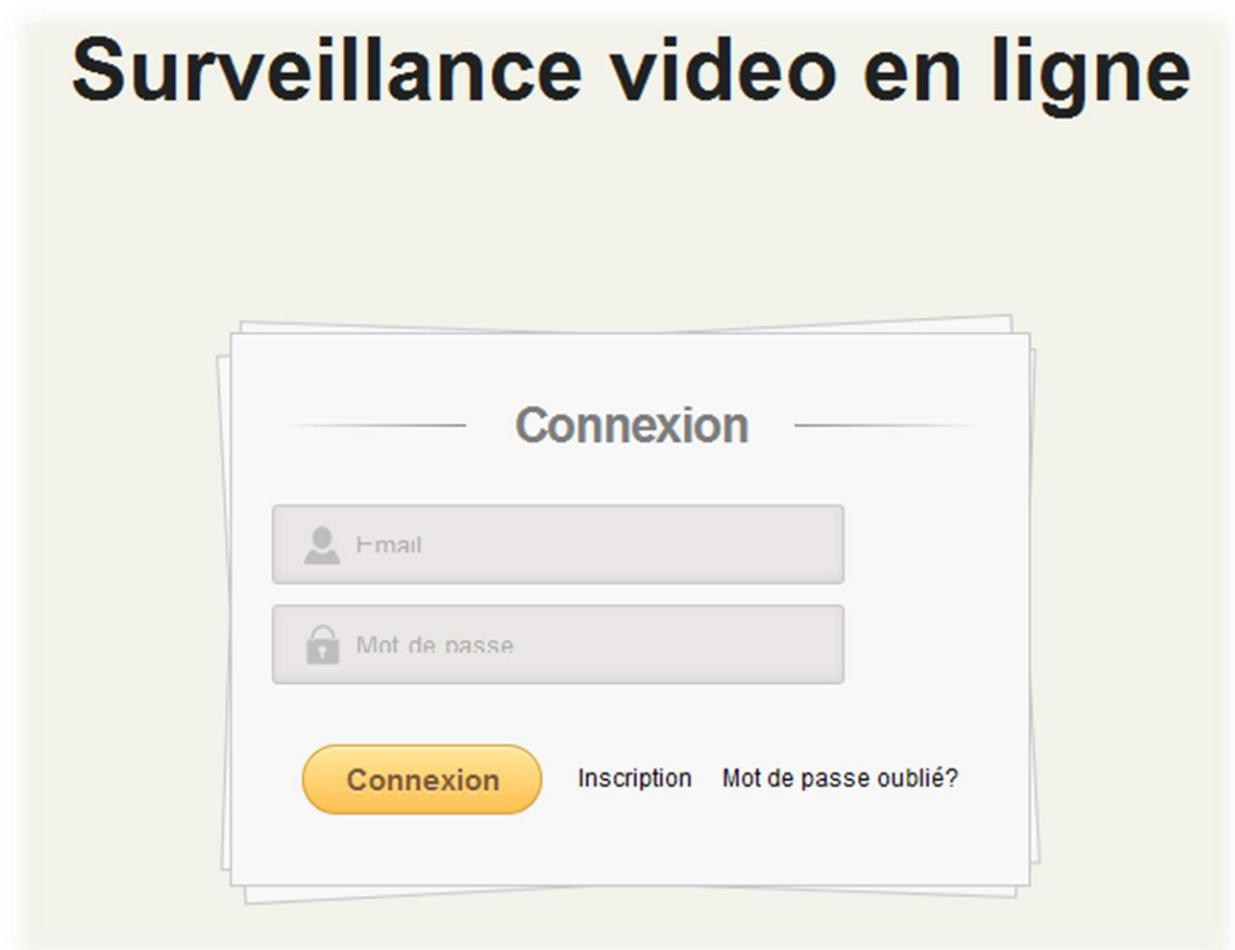 Surveillance video en ligne
Connexion
Email
Mot de passe
Connexion Inscription Mot de passe oublié?